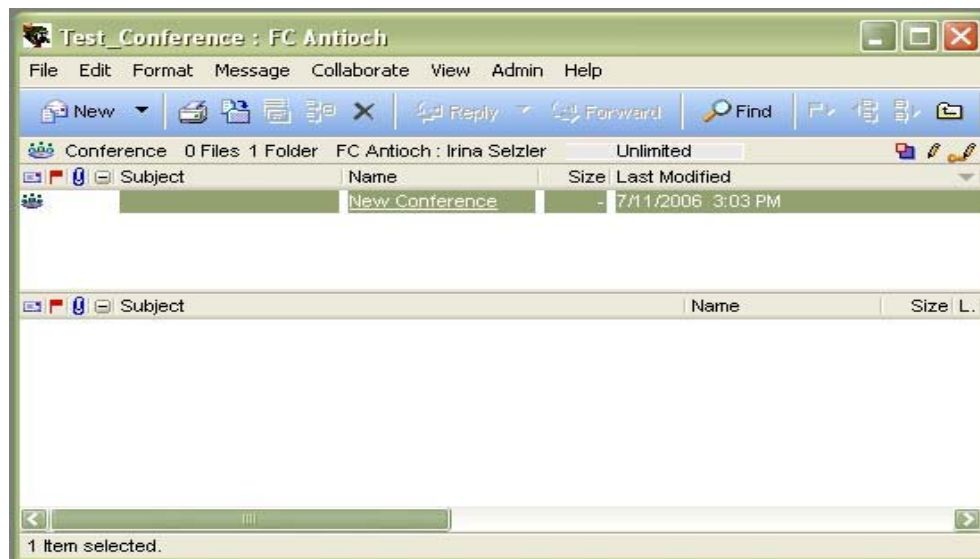 Test_Conference : FC Antioch
File Edit Format Message Collaborate View Admin Help
New Reply Forward Find
Conference 0 Files 1 Folder FC Antioch : Irina Selzler Unlimited
Subject Name Size Last Modified
New Conference - 7/11/2006 3:03 PM
Subject Name Size L.
1 Item selected.